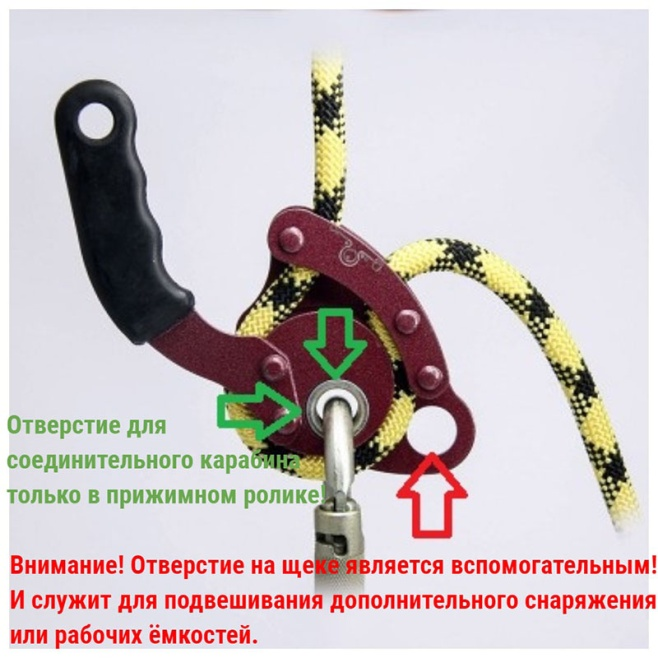 Отверстие для
соединительного карабина
только в прижимном ролике!
Внимание! Отверстие на щеке является вспомогательным!
И служит для подвешивания дополнительного снаряжения
или рабочих ёмкостей.